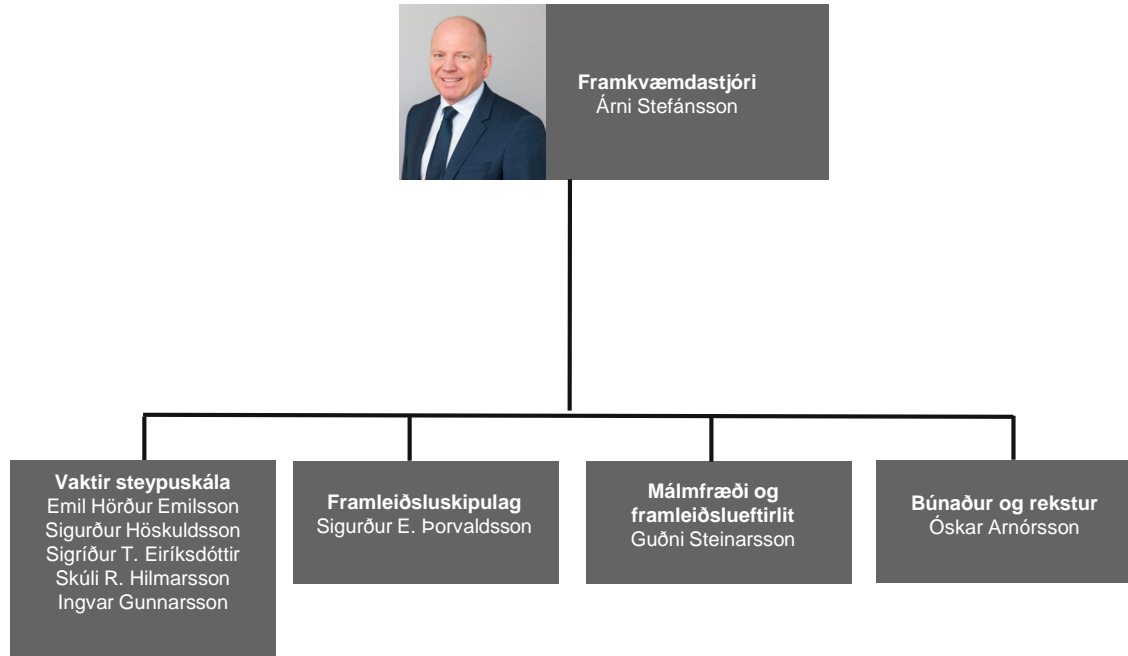 Framkvæmdastjóri
Árni Stefánsson
Vaktir steypuskála
Emil Hörður Emilsson
Sigurður Höskuldsson
Sigríður T. Eiríksdóttir
Skúli R. Hilmarsson
Ingvar Gunnarsson
Framleiðsluskipulag
Sigurður E. Þorvaldsson
Málmfræði og
framleiðslueftirlit
Guðni Steinarsson
Búnaður og rekstur
Óskar Arnórsson